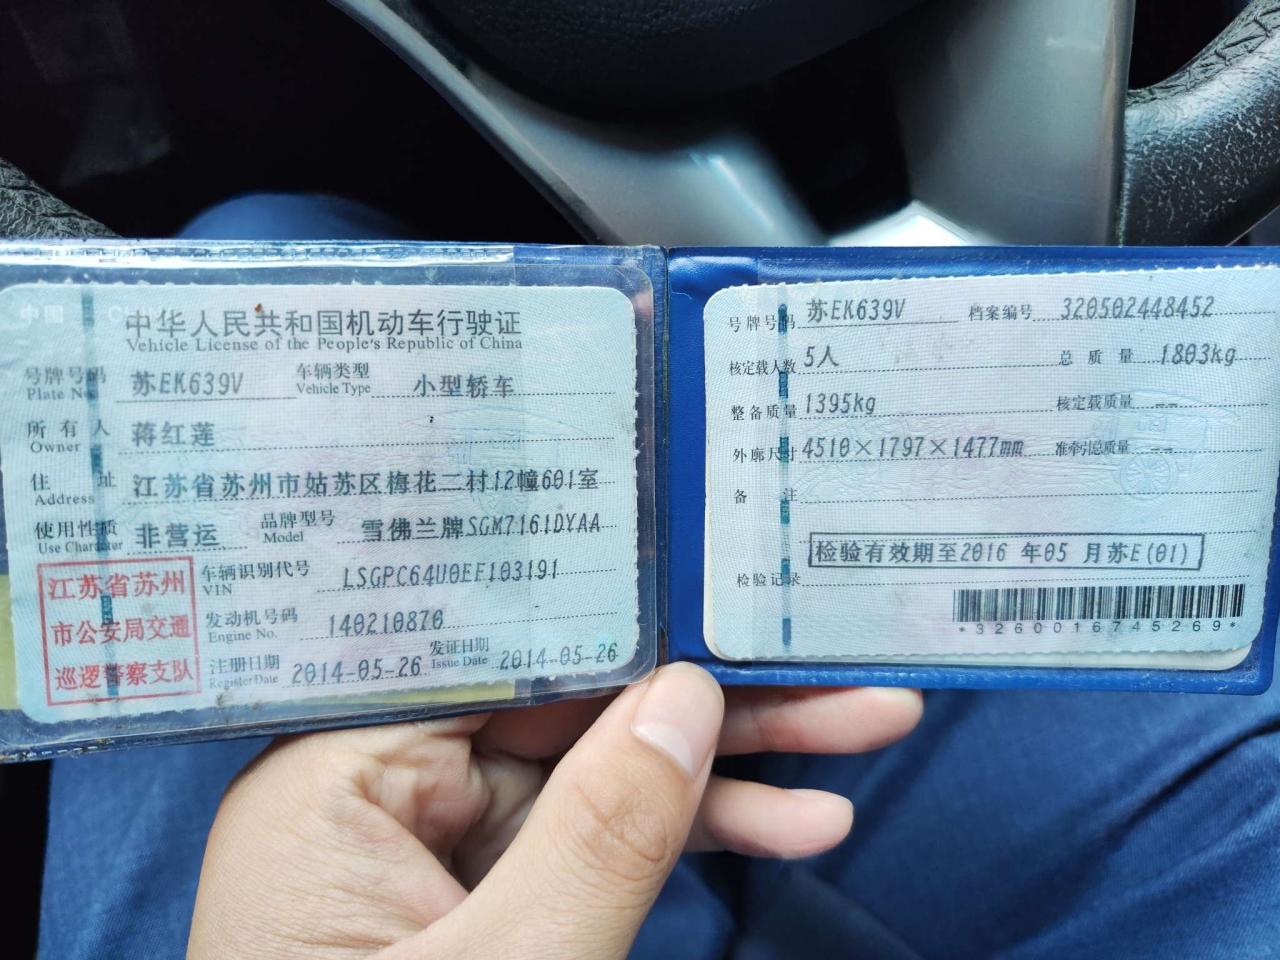 中国
中华人民共和国机动车行驶证
Vehicle License of the People's Republic of China
号牌号码 苏EK639V 车辆类型 小型轿车
Plate No. Vehicle Type
所有人 蒋红莲
Owner
住址 江苏省苏州市姑苏区梅花二村12幢601室
Address
使用性质 非营运 品牌型号 雪佛兰牌SGM7161DYAA
Use Character Model
江苏省苏州
市公安局交通
巡逻警察支队
车辆识别代号 LSGPC64U0EF103191
VIN
发动机号码 140210870
Engine No.
注册日期 2014-05-26 发证日期 2014-05-26
Register Date Issue Date
号牌号码 苏EK639V 档案编号 320502448452
核定载人数 5人 总质量 1803kg
整备质量 1395kg 核定载质量 --
外廓尺寸 4510×1797×1477mm 准牵引总质量 --
备注
检验有效期至2016 年05 月苏E(01)
检验记录
*3260016745269*